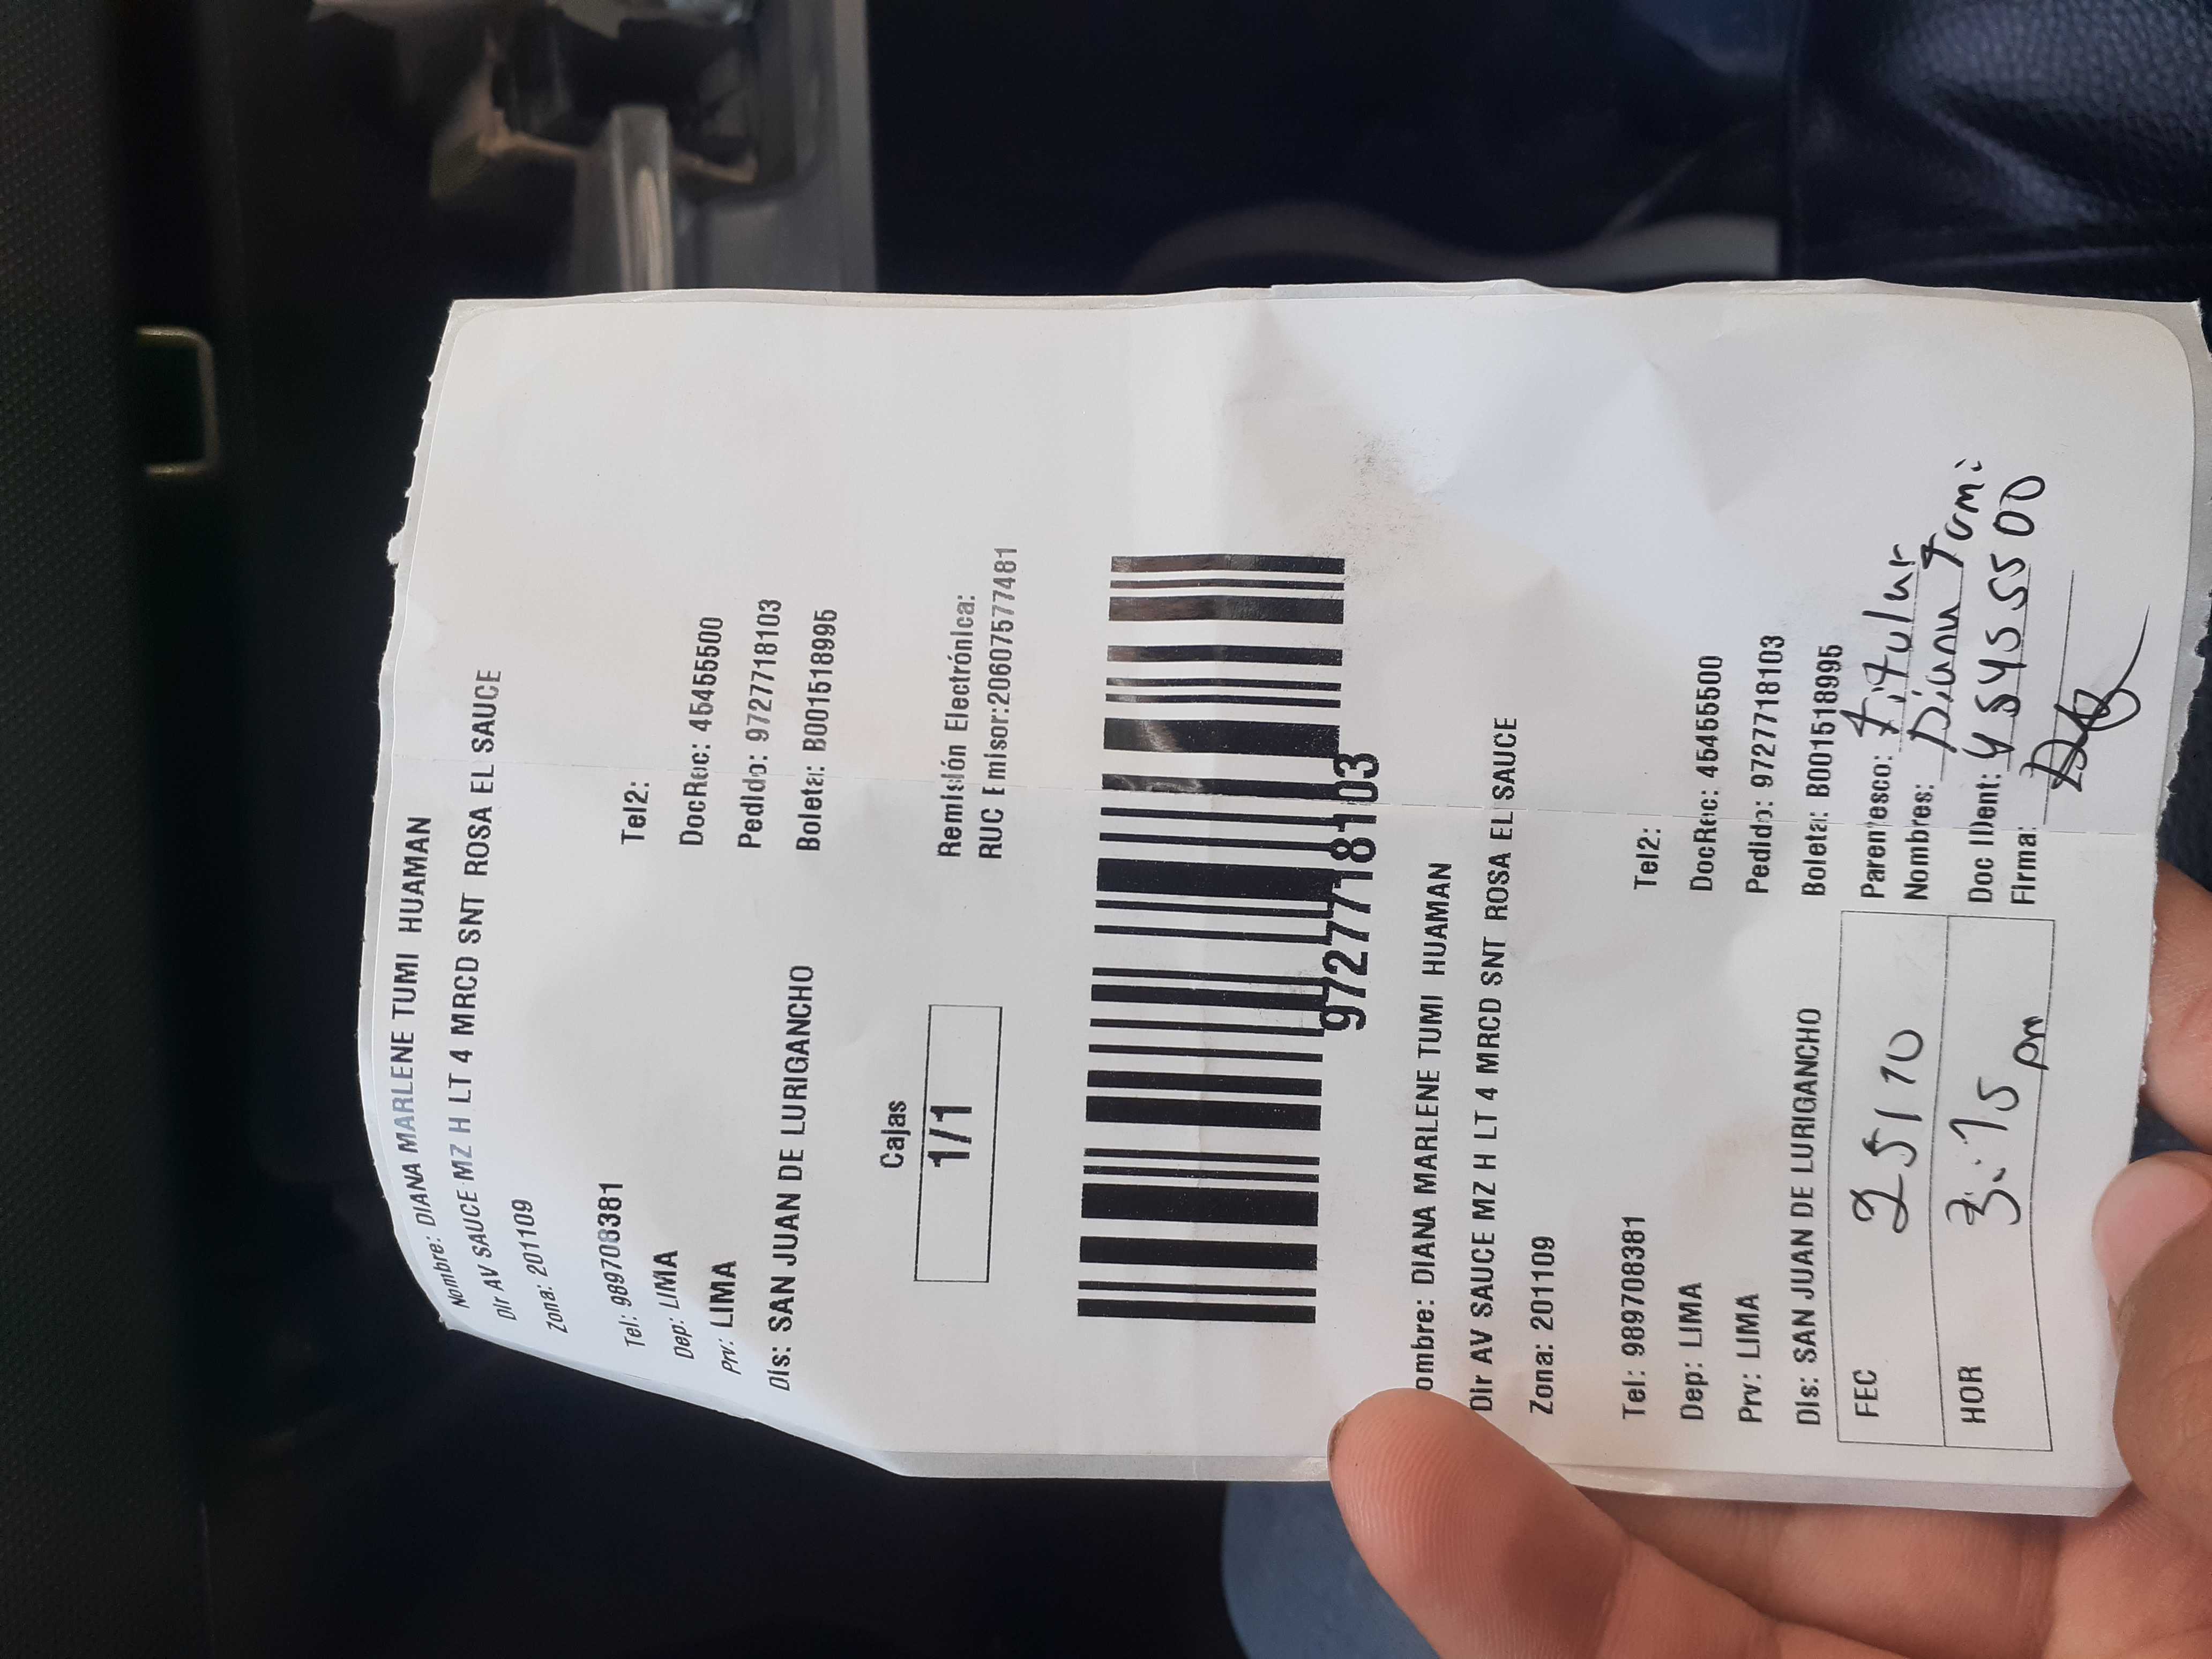 Nombre: DIANA MARLENE TUMI HUAMAN
Dir AV SAUCE MZ H LT 4 MRCD SNT ROSA EL SAUCE
Zona: 201109
Tel: 989708381 Tel2:
Dep: LIMA DocRec: 45455500
Prv: LIMA Pedido: 97277718103
Dis: SAN JUAN DE LURIGANCHO Boleta: B001518995
Cajas
1/1
Remisión Electrónica:
RUC Emisor:20607577481
97277718103
ombre: DIANA MARLENE TUMI HUAMAN
Dir AV SAUCE MZ H LT 4 MRCD SNT ROSA EL SAUCE
Zona: 201109
Tel: 989708381 Tel2:
Dep: LIMA DocRec: 45455500
Prv: LIMA Pedido: 97277718103
Dis: SAN JUAN DE LURIGANCHO Boleta: B001518995
FEC 25/10 Parentesco: titular
Nombres: Diana Tumi
HOR 3:15 pm Doc IDent: 45455500
Firma: